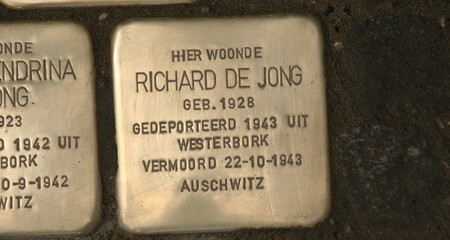 ONDE
ENDRINA
ONG.
923
D 1942 UIT
BORK
0-9-1942
WITZ
HIER WOONDE
RICHARD DE JONG
GEB. 1928
GEDEPORTEERD 1943 UIT
WESTERBORK
VERMOORD 22-10-1943
AUSCHWITZ